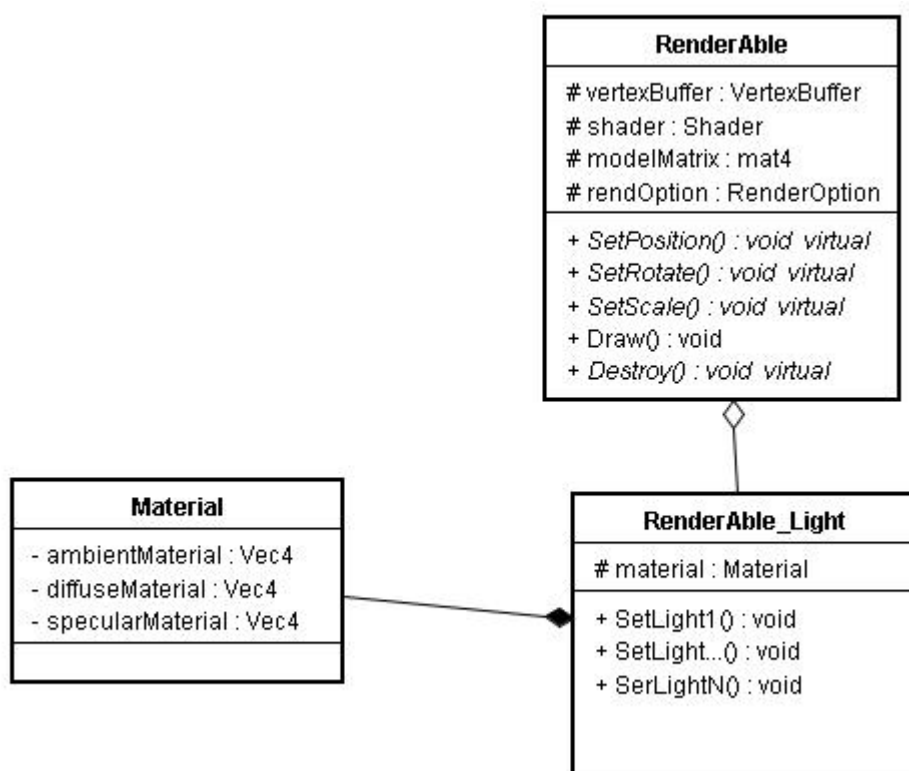 RenderAble
# vertexBuffer : VertexBuffer
# shader : Shader
# modelMatrix : mat4
# rendOption : RenderOption
+ SetPosition() : void virtual
+ SetRotate() : void virtual
+ SetScale() : void virtual
+ Draw() : void
+ Destroy() : void virtual
Material
- ambientMaterial : Vec4
- diffuseMaterial : Vec4
- specularMaterial : Vec4
RenderAble_Light
# material : Material
+ SetLight1() : void
+ SetLight...() : void
+ SerLightN() : void